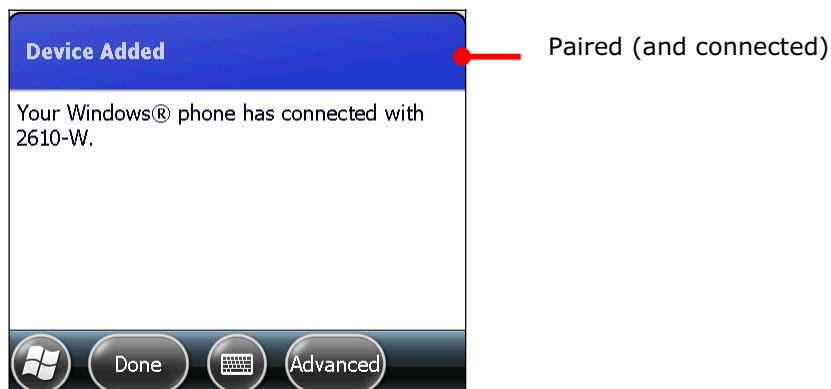 Device Added
Paired (and connected)
Your Windows® phone has connected with
2610-W.
Done
Advanced